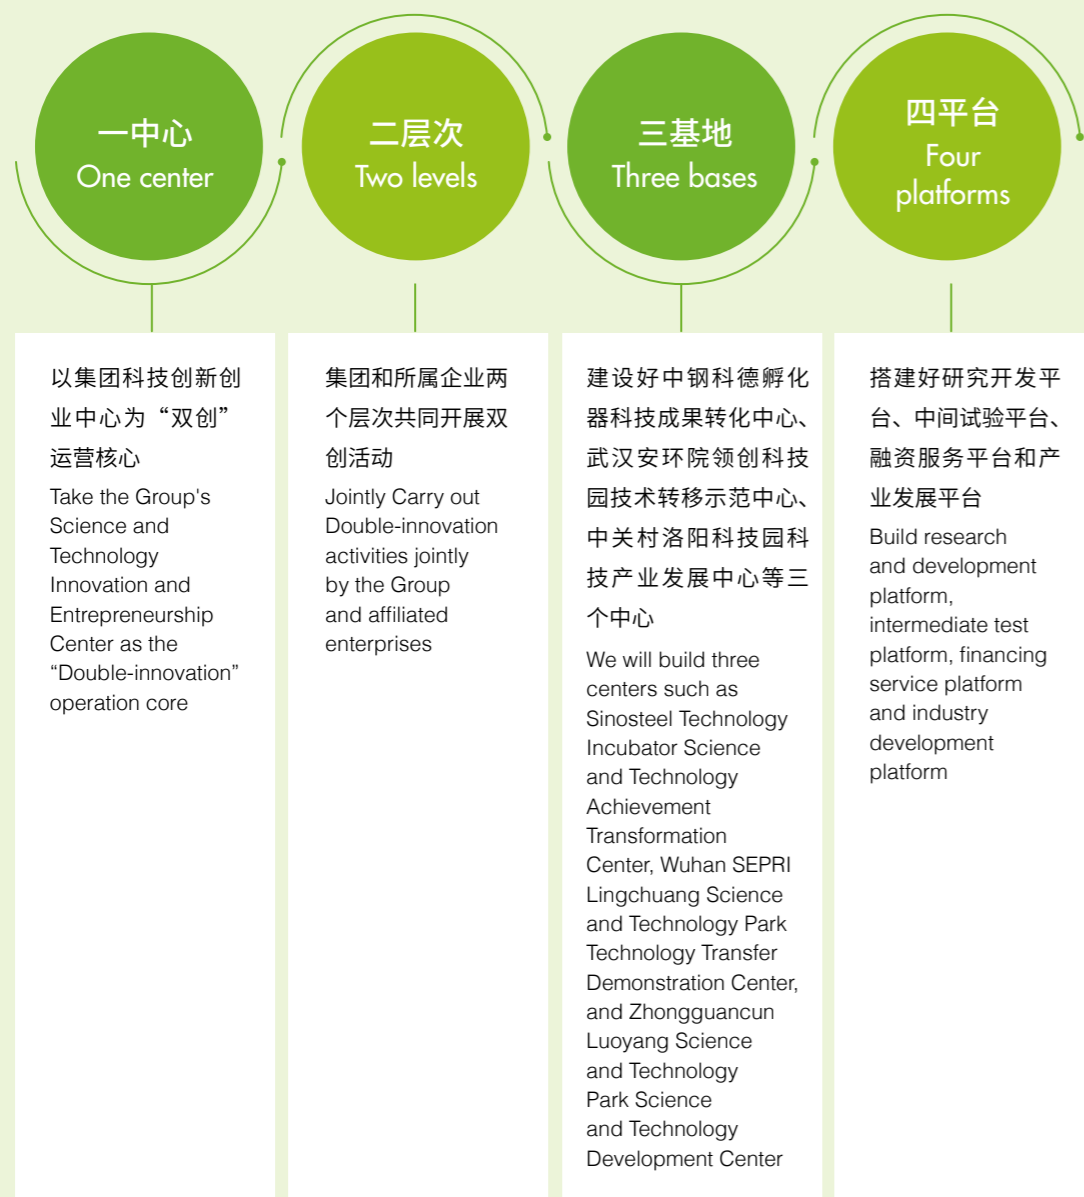 一中心
One center
二层次
Two levels
三基地
Three bases
四平台
Four
platforms
以集团科技创新创
业中心为“双创”
运营核心
Take the Group's
Science and
Technology
Innovation and
Entrepreneurship
Center as the
“Double-innovation”
operation core
集团和所属企业两
个层次共同开展双
创活动
Jointly Carry out
Double-innovation
activities jointly
by the Group
and affiliated
enterprises
建设好中钢科德孵化
器科技成果转化中心、
武汉安环院领创科技
园技术转移示范中心、
中关村洛阳科技园科
技产业发展中心等三
个中心
We will build three
centers such as
Sinosteel Technology
Incubator Science
and Technology
Achievement
Transformation
Center, Wuhan SEPRI
Lingchuang Science
and Technology Park
Technology Transfer
Demonstration Center,
and Zhongguancun
Luoyang Science
and Technology
Park Science
and Technology
Development Center
搭建好研究开发平
台、中间试验平台、
融资服务平台和产
业发展平台
Build research
and development
platform,
intermediate test
platform, financing
service platform
and industry
development
platform